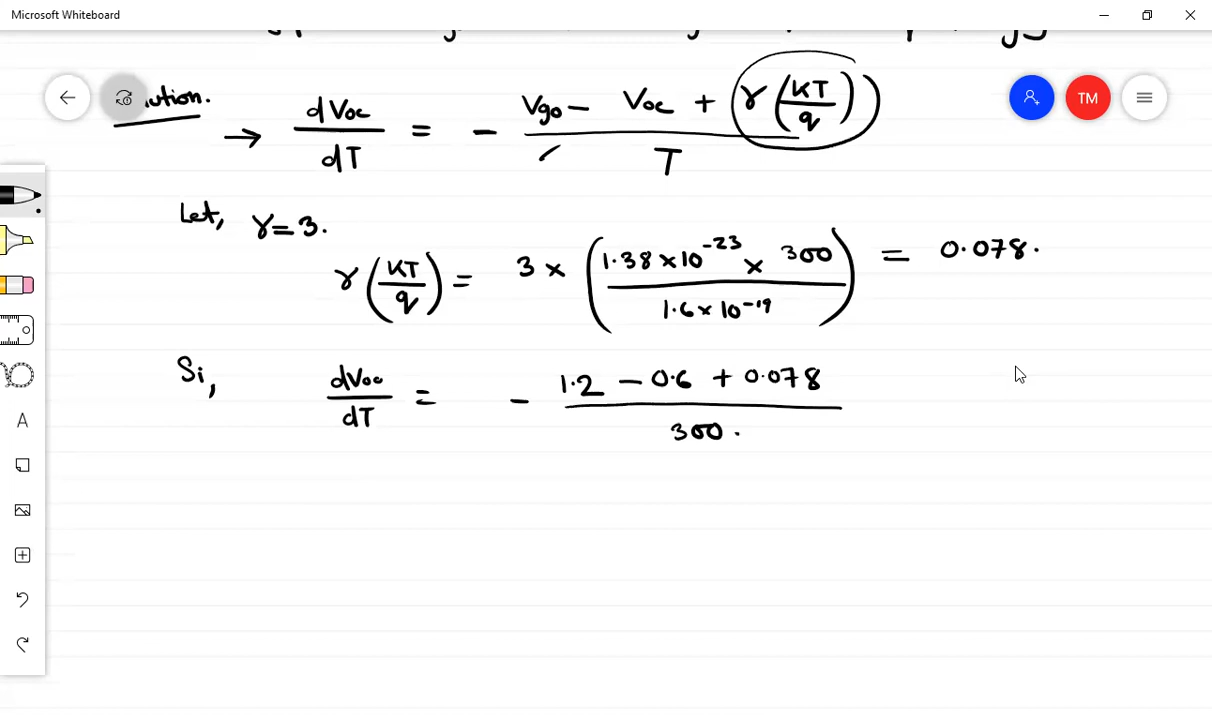 Microsoft Whiteboard
ution.
→ dVoc/dT = - (Vgo - Voc + γ(KT/q))/T
TM
Let, γ = 3.
γ(KT/q) = 3 × (1.38 × 10^-23 × 300 / 1.6 × 10^-19) = 0.078.
Si, dVoc/dT = - (1.2 - 0.6 + 0.078)/300.
A